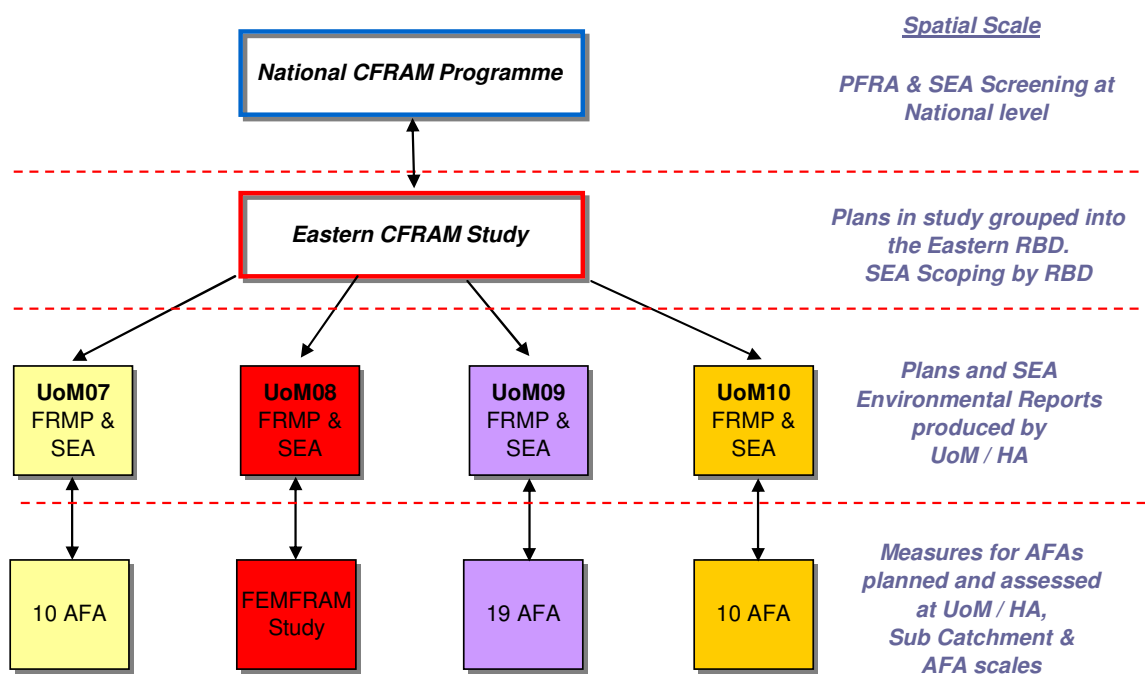 Spatial Scale
National CFRAM Programme
PFRA & SEA Screening at
National level
Eastern CFRAM Study
Plans in study grouped into
the Eastern RBD.
SEA Scoping by RBD
UoM07
FRMP &
SEA
UoM08
FRMP &
SEA
UoM09
FRMP &
SEA
UoM10
FRMP &
SEA
Plans and SEA
Environmental Reports
produced by
UoM / HA
10 AFA
FEMFRAM
Study
19 AFA
10 AFA
Measures for AFAs
planned and assessed
at UoM / HA,
Sub Catchment &
AFA scales